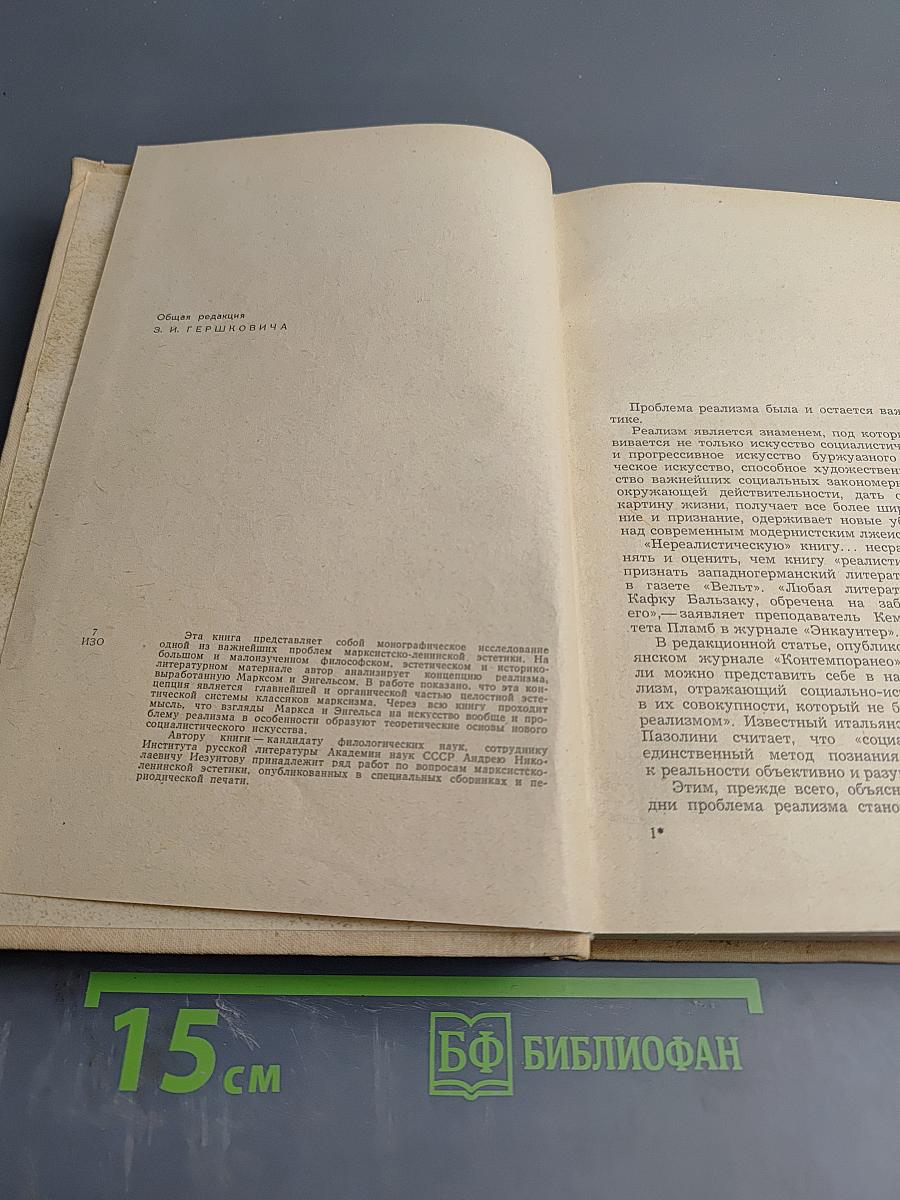 Общая редакция
З. И. ГЕРШКОВИЧА
7
ИЗО
Эта книга представляет собой монографическое исследование
одной из важнейших проблем марксистско-ленинской эстетики. На
большом и малоизученном философском, эстетическом и историко-
литературном материале автор анализирует концепцию реализма,
выработанную Марксом и Энгельсом. В работе показано, что эта кон-
цепция является главнейшей и органической частью целостной эсте-
тической системы классиков марксизма. Через всю книгу проходит
мысль, что взгляды Маркса и Энгельса на искусство вообще и про-
блему реализма в особенности образуют теоретические основы нового
социалистического искусства.
Автору книги — кандидату филологических наук, сотруднику
Института русской литературы Академии наук СССР Андрею Нико-
лаевичу Иезуитову принадлежит ряд работ по вопросам марксистско-
ленинской эстетики, опубликованных в специальных сборниках и пе-
риодической печати.
Проблема реализма была и остается важ
тике.
Реализм является знаменем, под котор
вивается не только искусство социалистич
и прогрессивное искусство буржуазного
ческое искусство, способное художествен
ство важнейших социальных закономер
окружающей действительности, дать
картину жизни, получает все более шир
ние и признание, одерживает новые
над современным модернистским лжеис
«Нереалистическую» книгу... несра
нять и оценить, чем книгу «реалисти
признать западногерманский литерат
в газете «Вельт». «Любая литерат
Кафку Бальзаку, обречена на заб
его»,— заявляет преподаватель Кем
тета Пламб в журнале «Энкаунтер».
В редакционной статье, опублико
янском журнале «Контемпоранео»
ли можно представить себе в на
лизм, отражающий социально-ис
в их совокупности, который не б
реализмом». Известный итальянс
Пазолини считает, что «социа
единственный метод познания
к реальности объективно и разу
Этим, прежде всего, объясн
дни проблема реализма стано
1*
15 см
БФ БИБЛИОФАН